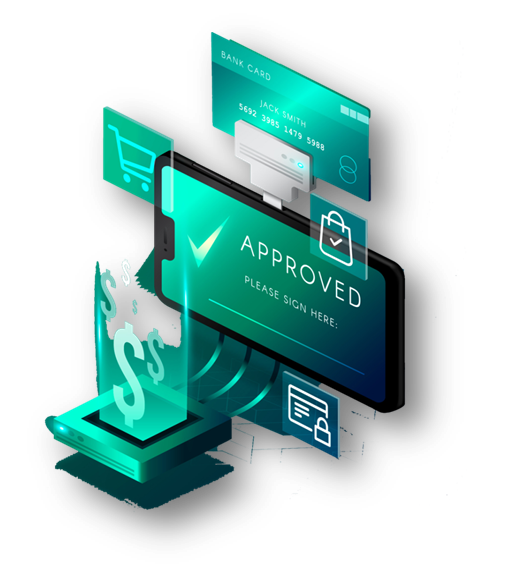 BANK CARD
JACK SMITH
5692 3985 1479 5988
APPROVED
PLEASE SIGN HERE:
$
$
$
$
$